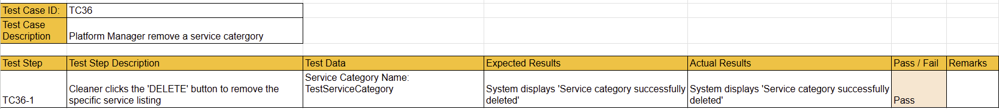 Test Case ID: TC36
Test Case
Description Platform Manager remove a service catergory
Test Step Test Step Description Test Data Expected Results Actual Results Pass / Fail Remarks
TC36-1
Cleaner clicks the 'DELETE' button to remove the
specific service listing
Service Category Name:
TestServiceCategory
System displays 'Service category successfully
deleted'
System displays 'Service category successfully
deleted'
Pass